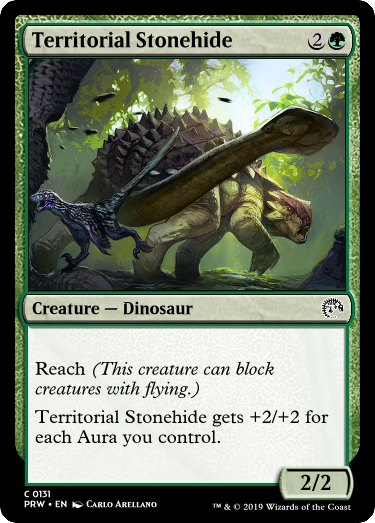 Territorial Stonehide 2
Creature — Dinosaur
Reach (This creature can block
creatures with flying.)
Territorial Stonehide gets +2/+2 for
each Aura you control.
2/2
C 0131
PRW • EN Carlo Arellano
™ & © 2019 Wizards of the Coast